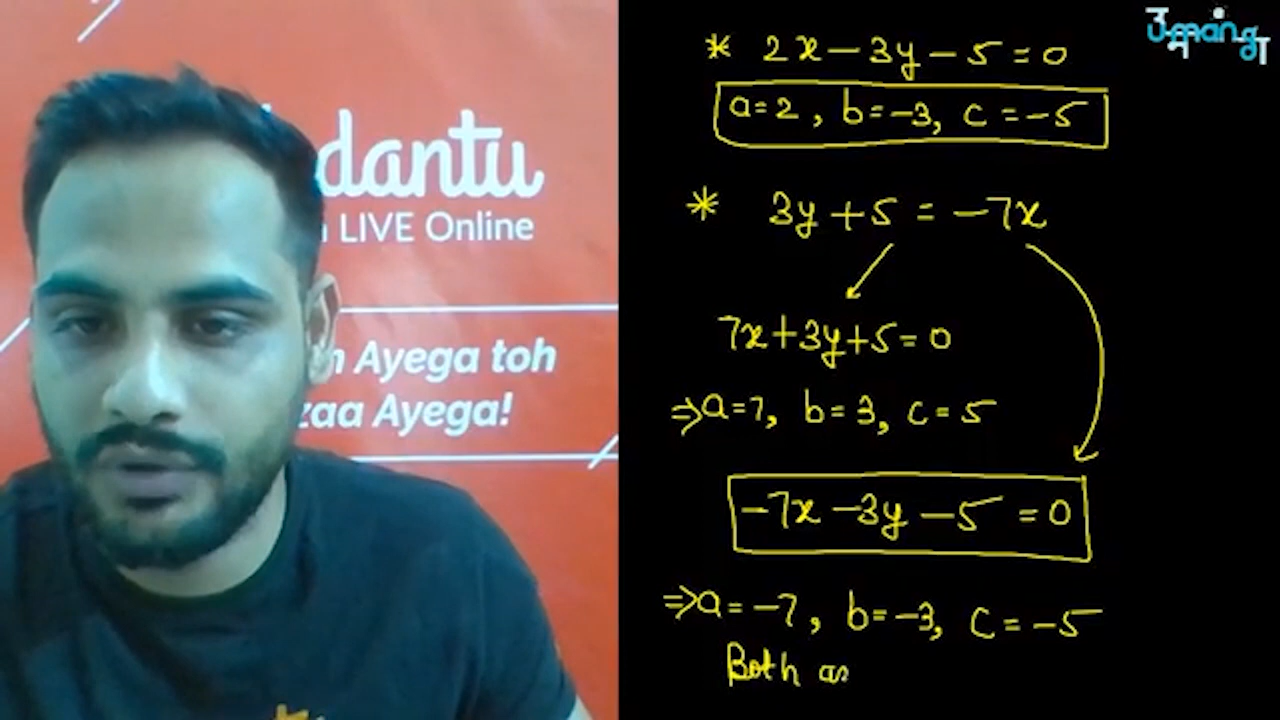 उमंग
* 2x - 3y - 5 = 0
a = 2, b = -3, c = -5
* 3y + 5 = -7x
7x + 3y + 5 = 0
⇒ a = 7, b = 3, c = 5
-7x - 3y - 5 = 0
⇒ a = -7, b = -3, c = -5
Both
dantu
LIVE Online
Ayega toh
Ayega!